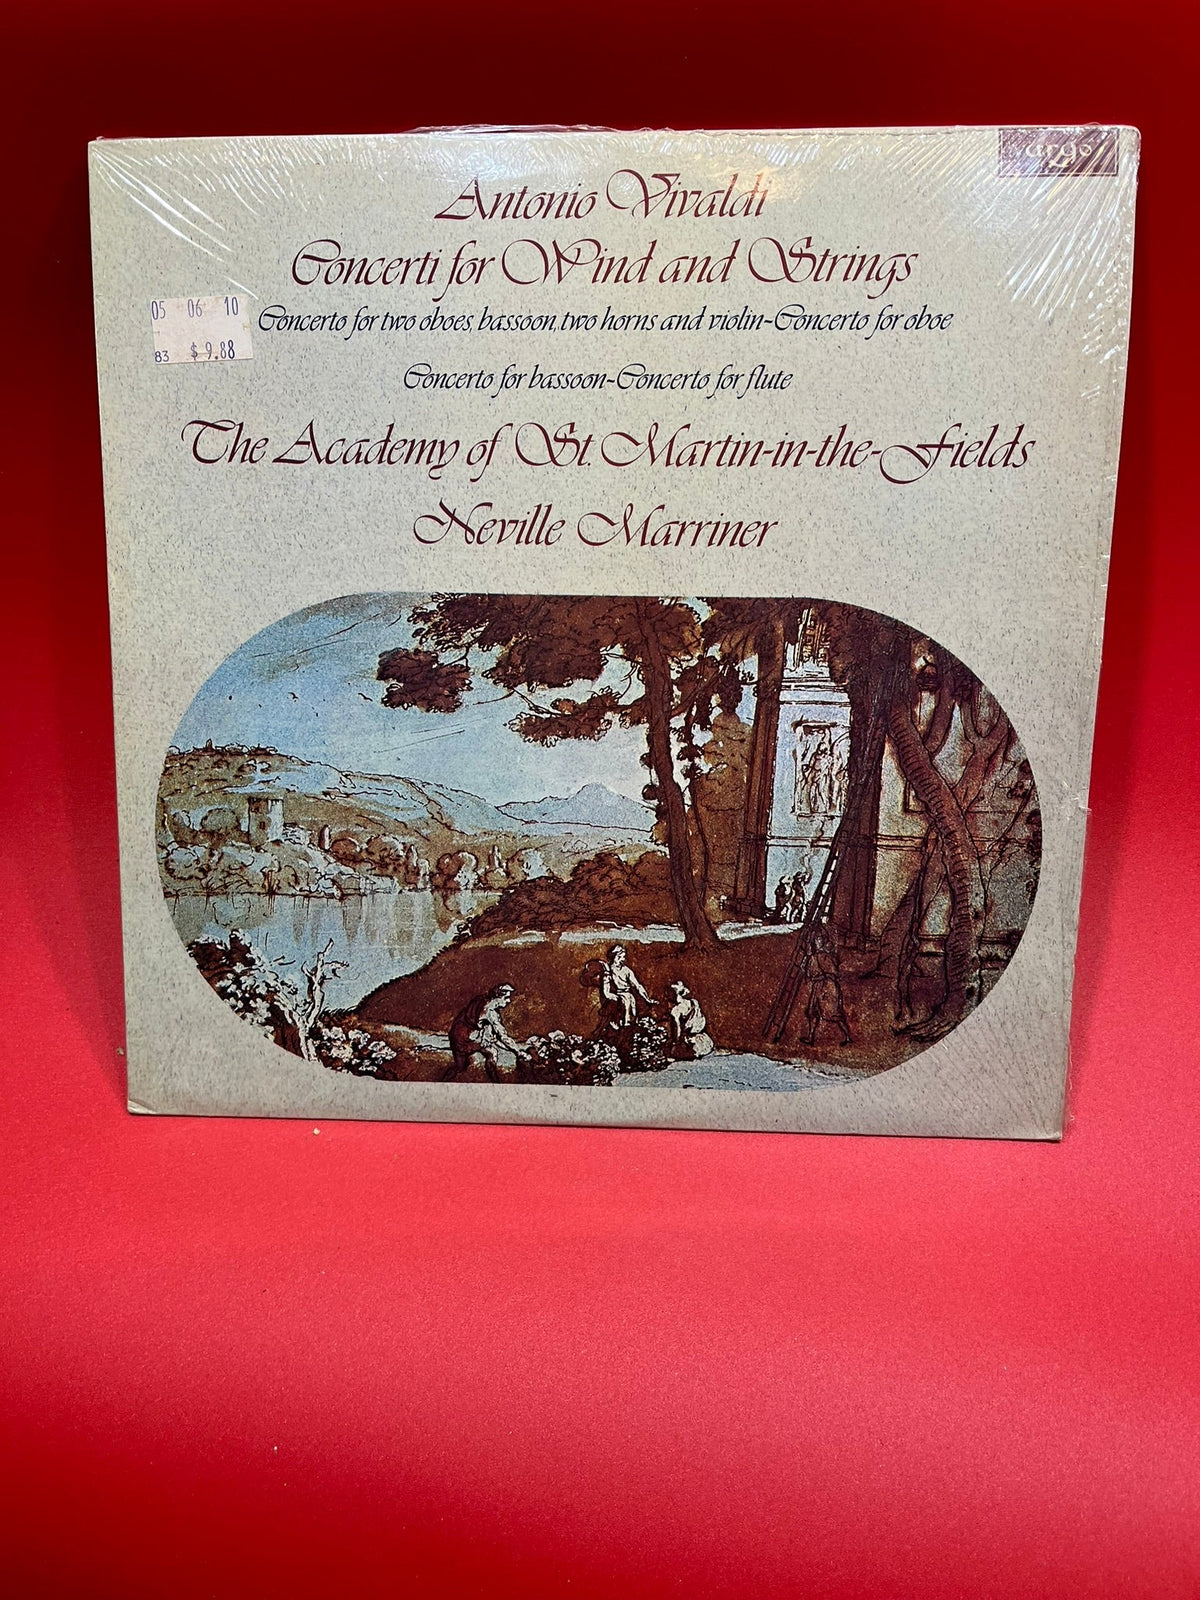 argo
Antonio Vivaldi
Concerti for Wind and Strings
05 06 10
83 $9.88
Concerto for two oboes, bassoon, two horns and violin-Concerto for oboe
Concerto for bassoon-Concerto for flute
The Academy of St. Martin-in-the-Fields
Neville Marriner